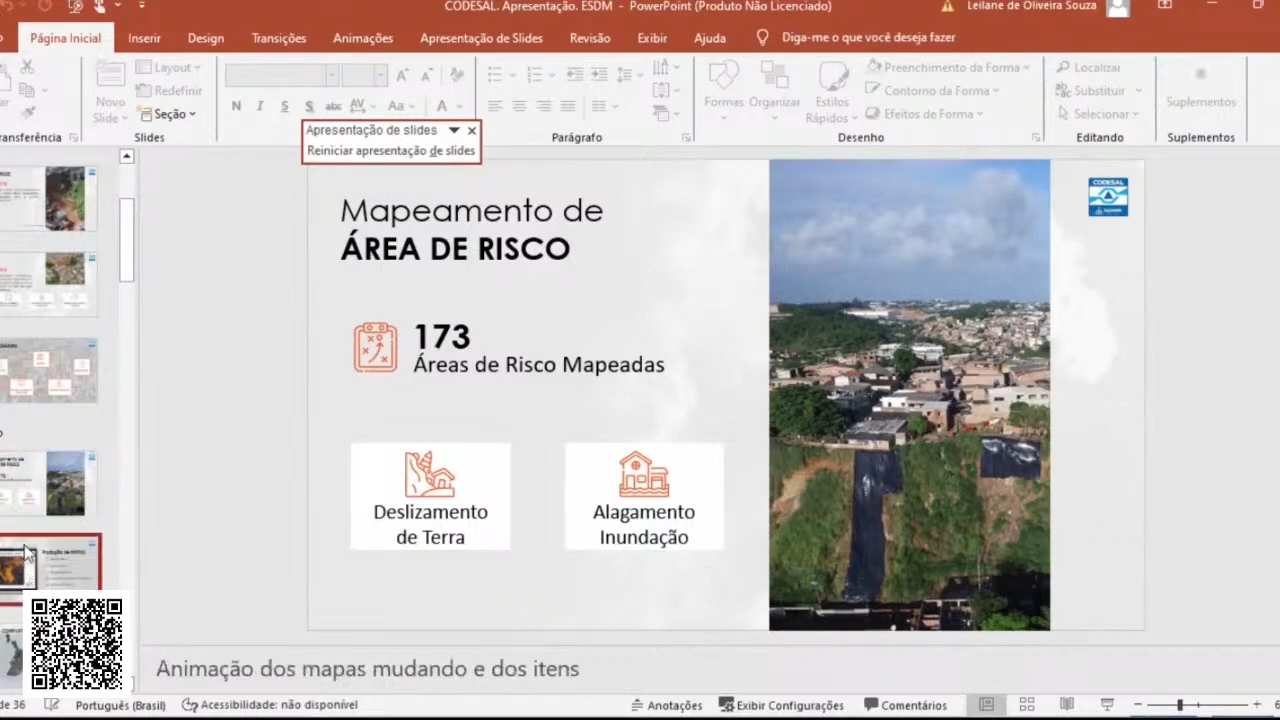 CODESAL. Apresentação. ESDM - PowerPoint (Produto Não Licenciado)
Leilane de Oliveira Souza
Página Inicial
Inserir
Design
Transições
Animações
Apresentação de Slides
Revisão
Exibir
Ajuda
Diga-me o que você deseja fazer
Novo
Slide
Layout
Redefinir
Seção
N I S S abc AV Aa A
Preenchimento da Forma
Contorno da Forma
Efeitos de Forma
Formas
Organizar
Estilos
Rápidos
Localizar
Substituir
Selecionar
Suplementos
ansferência
Slides
Parágrafo
Desenho
Editando
Suplementos
Apresentação de slides
Reiniciar apresentação de slides
Mapeamento de
ÁREA DE RISCO
CODESAL
173
Áreas de Risco Mapeadas
Deslizamento
de Terra
Alagamento
Inundação
Animação dos mapas mudando e dos itens
de 36
Português (Brasil)
Acessibilidade: não disponível
Anotações
Exibir Configurações
Comentários